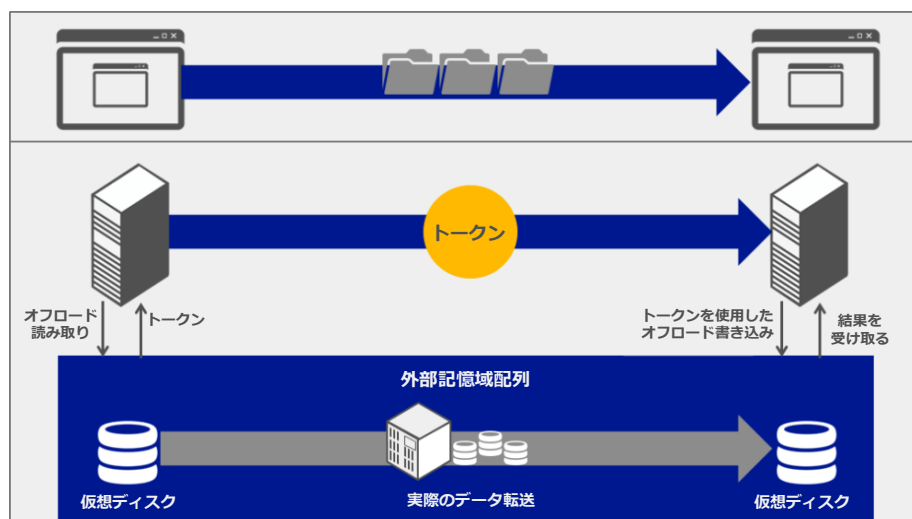 トークン
オフロード
読み取り
トークン
トークンを使用した
オフロード書き込み
結果を
受け取る
外部記憶域配列
仮想ディスク
実際のデータ転送
仮想ディスク